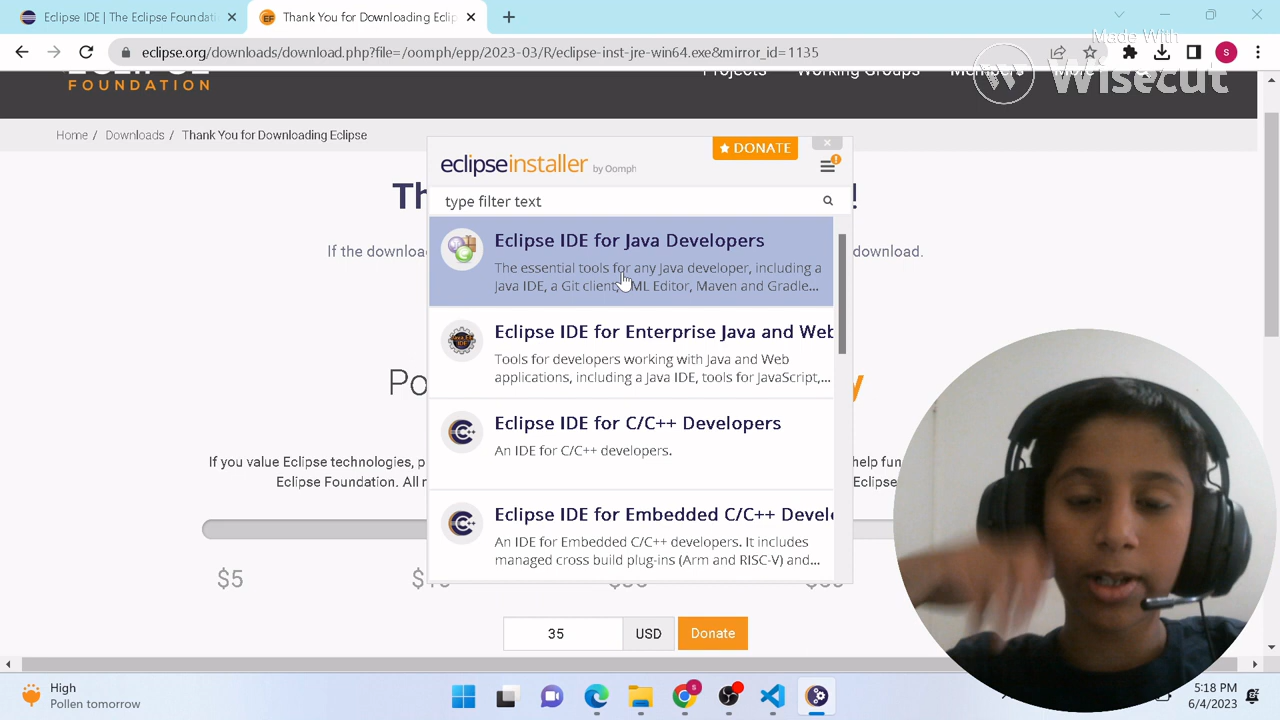 Eclipse IDE | The Eclipse Foundati
Thank You for Downloading Eclip
eclipse.org/downloads/download.php?file=/oomph/epp/2023-03/R/eclipse-inst-jre-win64.exe&mirror_id=1135
S
Made With
Wisecut
ECLIPSE
FOUNDATION
Projects
Working Groups
Members
More
Home / Downloads / Thank You for Downloading Eclipse
DONATE
eclipseinstaller by Oomph
!
type filter text
Th
!
If the downloa
download.
Eclipse IDE for Java Developers
The essential tools for any Java developer, including a
Java IDE, a Git client, XML Editor, Maven and Gradle...
Eclipse IDE for Enterprise Java and Web
Tools for developers working with Java and Web
applications, including a Java IDE, tools for JavaScript,...
Po
y
Eclipse IDE for C/C++ Developers
An IDE for C/C++ developers.
If you value Eclipse technologies, p
help fun
Eclipse Foundation. All
Eclipse
Eclipse IDE for Embedded C/C++ Devel
An IDE for Embedded C/C++ developers. It includes
managed cross build plug-ins (Arm and RISC-V) and...
$5
35 USD Donate
High
Pollen tomorrow
5:18 PM
6/4/2023